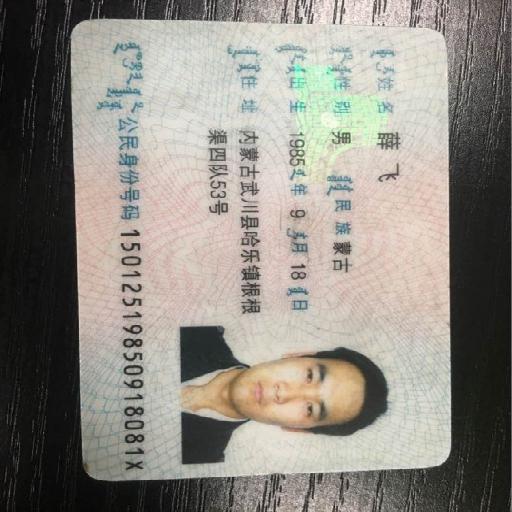 姓名 薛飞
性别 男 民族 蒙古
出生 1985 年 9 月 18 日
住址 内蒙古武川县哈乐镇根根
渠四队53号
公民身份号码 15012519850918081X